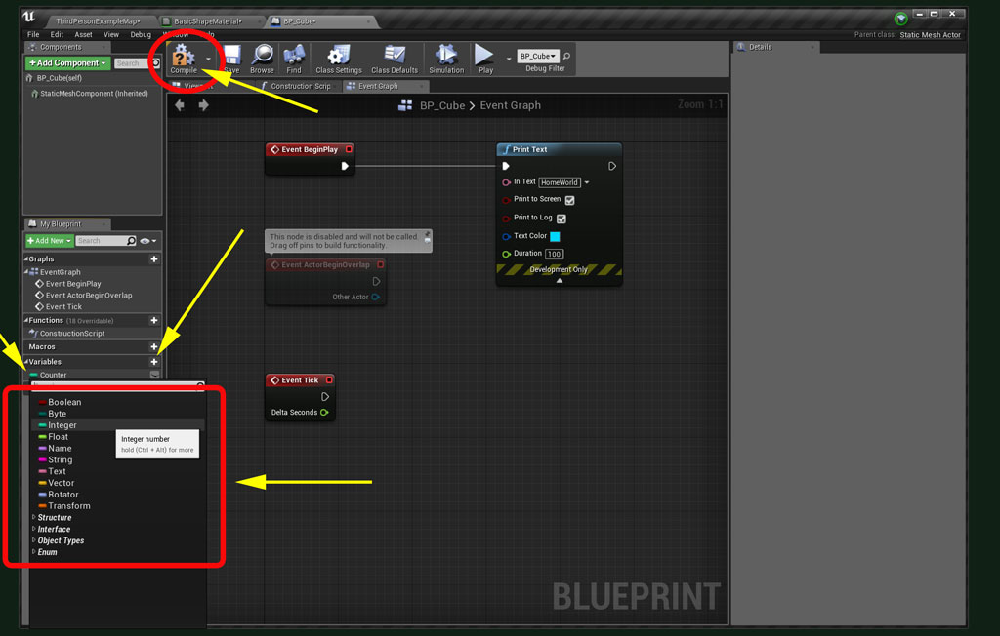 ThirdPersonExampleMap*
BasicShapeMaterial*
BP_Cube*
File Edit Asset View Debug Window Help
Parent class: Static Mesh Actor
Components
+Add Component
Search
BP_Cube(self)
StaticMeshComponent (Inherited)
Compile
Save
Browse
Find
Class Settings
Class Defaults
Simulation
Play
BP_Cube
Debug Filter
Details
Construction Scrip
Event Graph
BP_Cube > Event Graph
Zoom 1:1
Event BeginPlay
Print Text
In Text HomeWorld
Print to Screen
Print to Log
Text Color
Duration 100
Development Only
This node is disabled and will not be called.
Drag off pins to build functionality.
Event ActorBeginOverlap
Other Actor
Event Tick
Delta Seconds
My Blueprint
+Add New
Search
Graphs
EventGraph
Event BeginPlay
Event ActorBeginOverlap
Event Tick
Functions (18 Overridable)
ConstructionScript
Macros
Variables
Counter
Boolean
Byte
Integer
Float
Name
String
Text
Vector
Rotator
Transform
Structure
Interface
Object Types
Enum
Integer number
hold (Ctrl + Alt) for more
BLUEPRINT